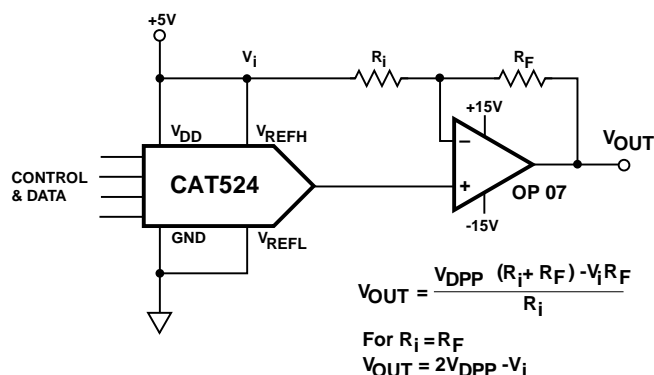 +5V
Vi
Ri
RF
+15V
VDD
VREFH
VOUT
–
CONTROL
& DATA
CAT524
+
OP 07
-15V
GND
VREFL
VOUT = VDPP (Ri+ RF) -ViRF
Ri
For Ri =RF
VOUT = 2VDPP -Vi